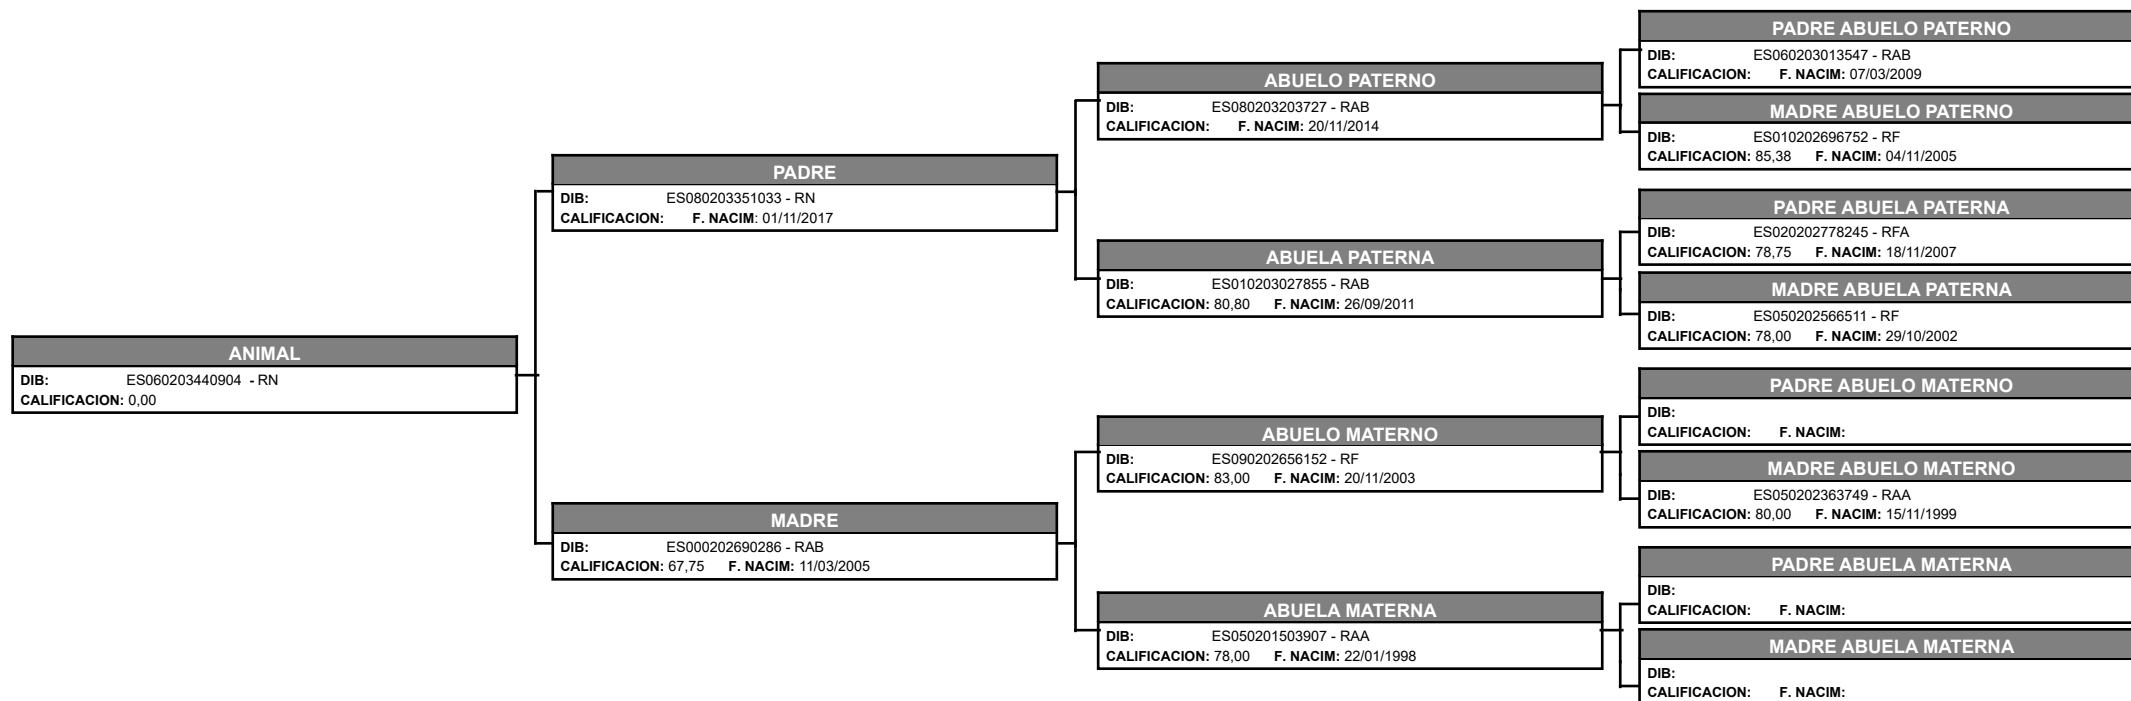 PADRE ABUELO PATERNO
DIB: ES060203013547 - RAB
CALIFICACION: F. NACIM: 07/03/2009
ABUELO PATERNO
DIB: ES080203203727 - RAB
CALIFICACION: F. NACIM: 20/11/2014
MADRE ABUELO PATERNO
DIB: ES010202696752 - RF
CALIFICACION: 85,38 F. NACIM: 04/11/2005
PADRE
DIB: ES080203351033 - RN
CALIFICACION: F. NACIM: 01/11/2017
PADRE ABUELA PATERNA
DIB: ES020202778245 - RFA
CALIFICACION: 78,75 F. NACIM: 18/11/2007
ABUELA PATERNA
DIB: ES010203027855 - RAB
CALIFICACION: 80,80 F. NACIM: 26/09/2011
MADRE ABUELA PATERNA
DIB: ES050202566511 - RF
CALIFICACION: 78,00 F. NACIM: 29/10/2002
ANIMAL
DIB: ES060203440904 - RN
CALIFICACION: 0,00
PADRE ABUELO MATERNO
DIB:
CALIFICACION: F. NACIM:
ABUELO MATERNO
DIB: ES090202656152 - RF
CALIFICACION: 83,00 F. NACIM: 20/11/2003
MADRE ABUELO MATERNO
DIB: ES050202363749 - RAA
CALIFICACION: 80,00 F. NACIM: 15/11/1999
MADRE
DIB: ES000202690286 - RAB
CALIFICACION: 67,75 F. NACIM: 11/03/2005
PADRE ABUELA MATERNA
DIB:
CALIFICACION: F. NACIM:
ABUELA MATERNA
DIB: ES050201503907 - RAA
CALIFICACION: 78,00 F. NACIM: 22/01/1998
MADRE ABUELA MATERNA
DIB:
CALIFICACION: F. NACIM: